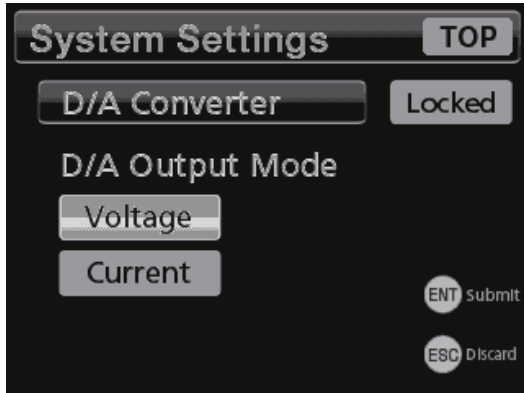 System Settings TOP
D/A Converter Locked
D/A Output Mode
Voltage
Current
ENT Submit
ESC Discard